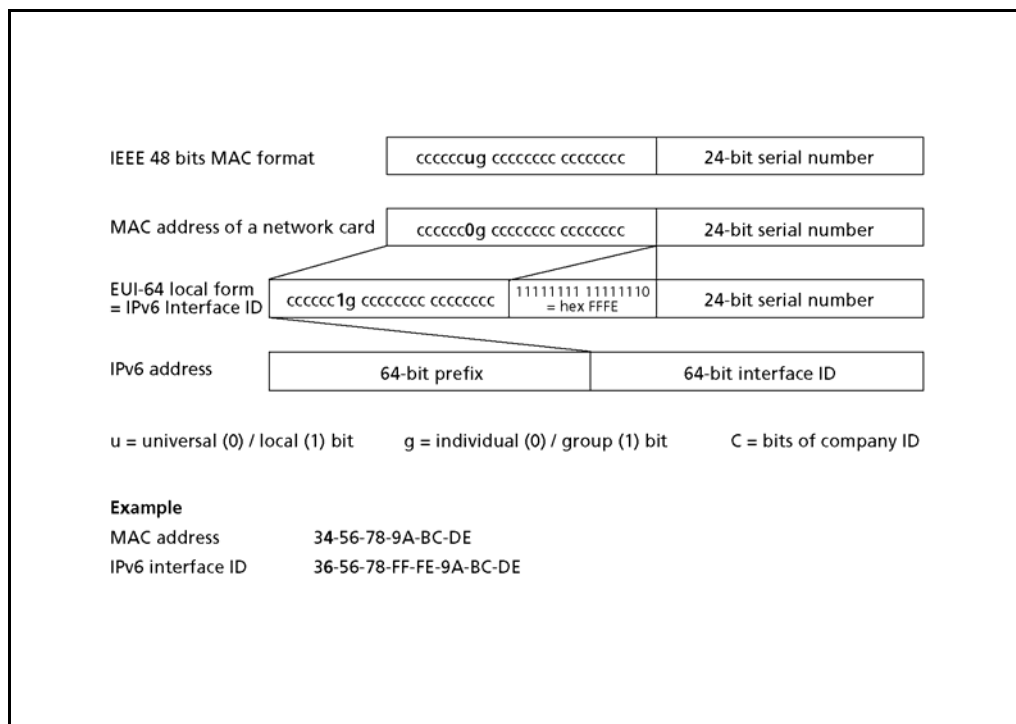 IEEE 48 bits MAC format
ccccccug cccccccc cccccccc
24-bit serial number
MAC address of a network card
cccccc0g cccccccc cccccccc
24-bit serial number
EUI-64 local form
= IPv6 Interface ID
cccccc1g cccccccc cccccccc
11111111 11111110
= hex FFFE
24-bit serial number
IPv6 address
64-bit prefix
64-bit interface ID
u = universal (0) / local (1) bit
g = individual (0) / group (1) bit
C = bits of company ID
Example
MAC address
34-56-78-9A-BC-DE
IPv6 interface ID
36-56-78-FF-FE-9A-BC-DE